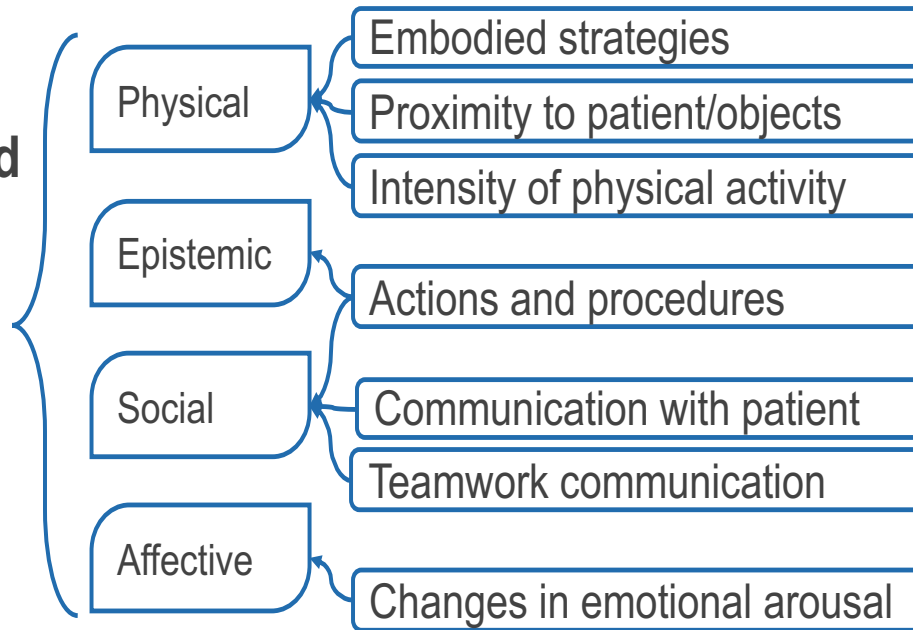 Embodied strategies
Physical
Proximity to patient/objects
d
Intensity of physical activity
Epistemic
Actions and procedures
Social
Communication with patient
Teamwork communication
Affective
Changes in emotional arousal